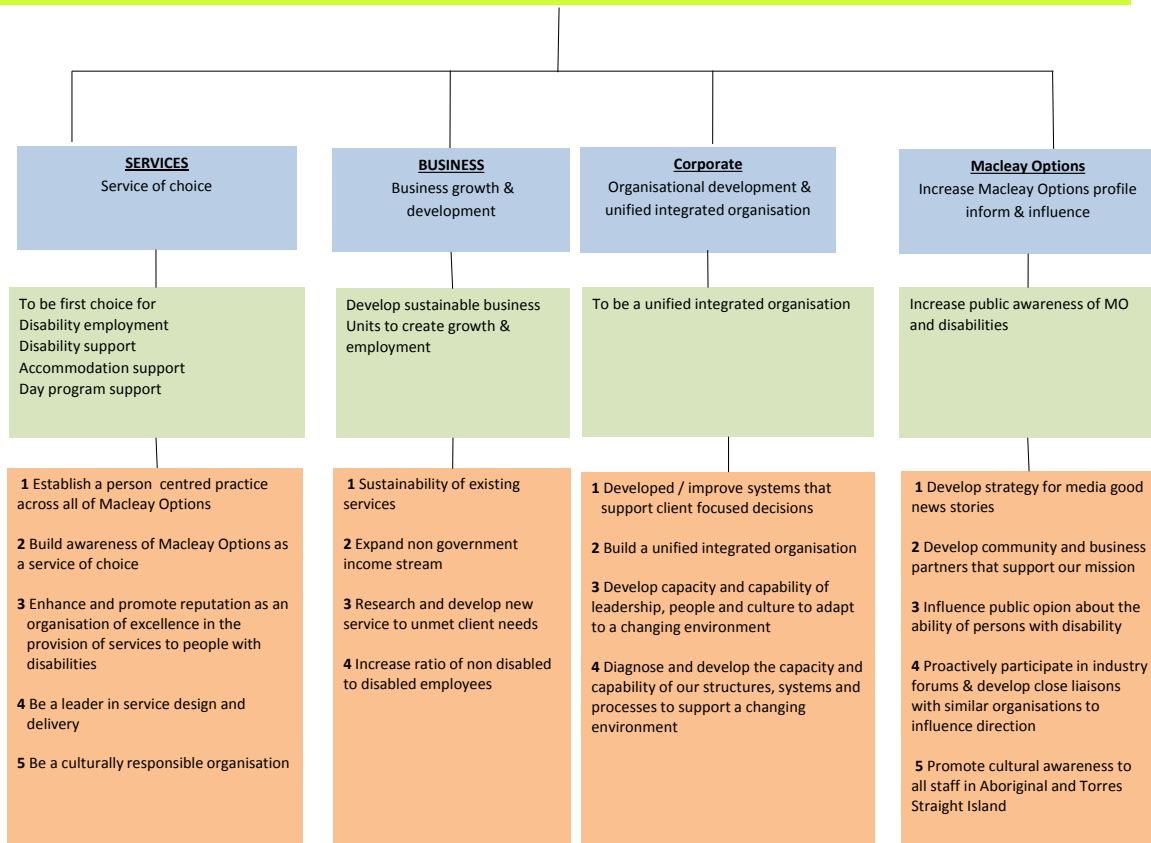 SERVICES
Service of choice
BUSINESS
Business growth &
development
Corporate
Organisational development &
unified integrated organisation
Macleay Options
Increase Macleay Options profile
inform & influence
To be first choice for
Disability employment
Disability support
Accommodation support
Day program support
Develop sustainable business
Units to create growth &
employment
To be a unified integrated organisation
Increase public awareness of MO
and disabilities
1 Establish a person centred practice
across all of Macleay Options
2 Build awareness of Macleay Options as
a service of choice
3 Enhance and promote reputation as an
organisation of excellence in the
provision of services to people with
disabilities
4 Be a leader in service design and
delivery
5 Be a culturally responsible organisation
1 Sustainability of existing
services
2 Expand non government
income stream
3 Research and develop new
service to unmet client needs
4 Increase ratio of non disabled
to disabled employees
1 Developed / improve systems that
support client focused decisions
2 Build a unified integrated organisation
3 Develop capacity and capability of
leadership, people and culture to adapt
to a changing environment
4 Diagnose and develop the capacity and
capability of our structures, systems and
processes to support a changing
environment
1 Develop strategy for media good
news stories
2 Develop community and business
partners that support our mission
3 Influence public opion about the
ability of persons with disability
4 Proactively participate in industry
forums & develop close liaisons
with similar organisations to
influence direction
5 Promote cultural awareness to
all staff in Aboriginal and Torres
Straight Island